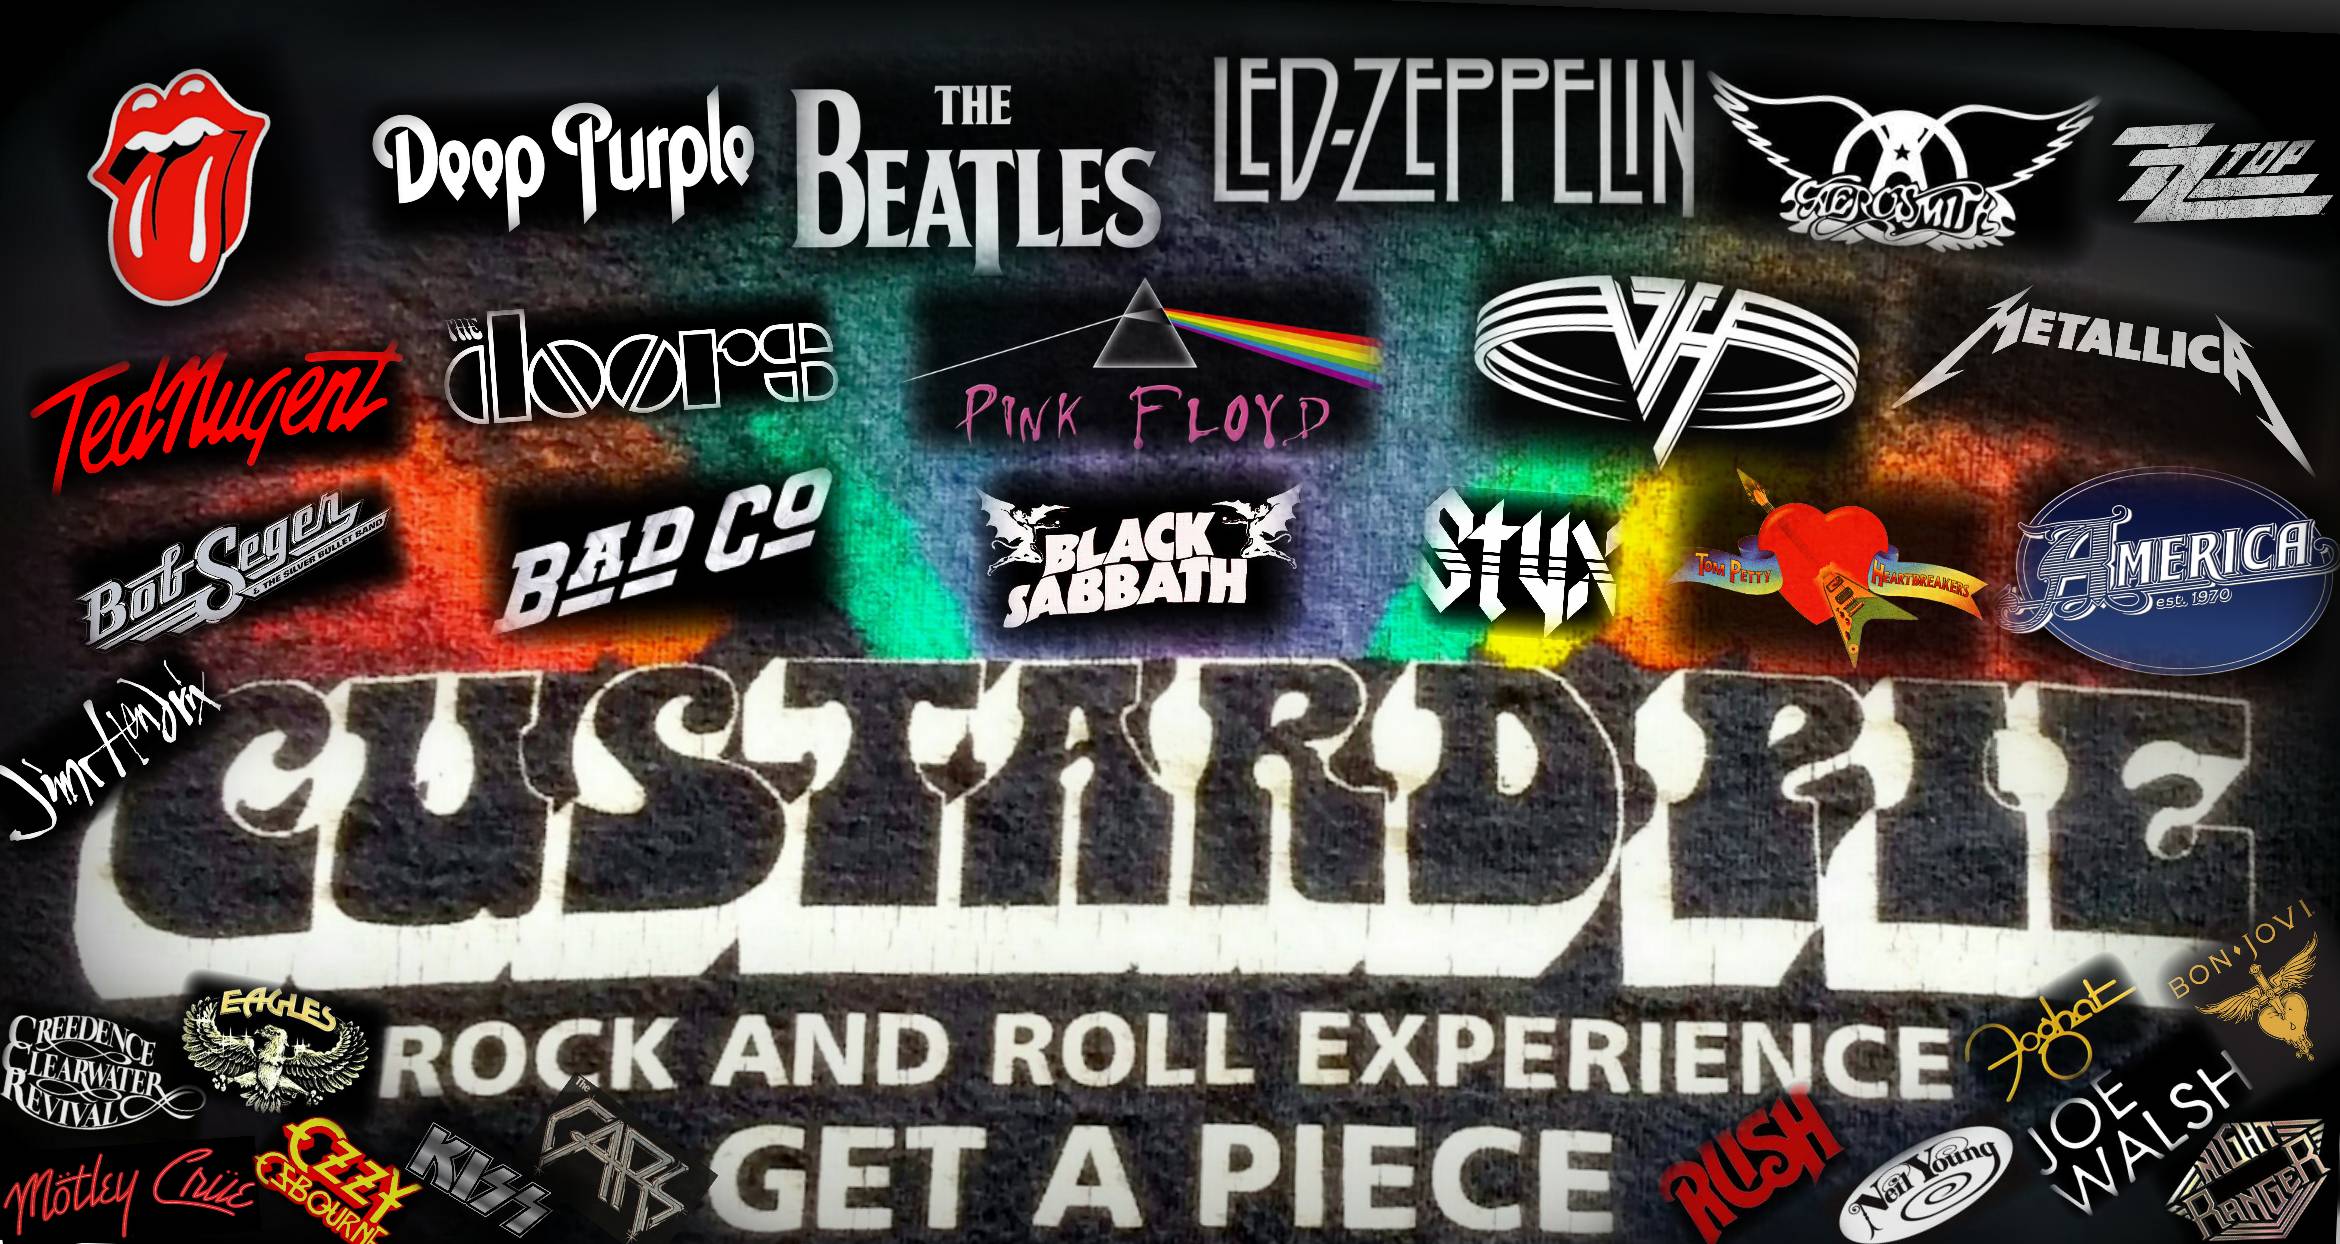 Deep Purple
THE
BEATLES
LED-ZEPPELIN
AEROSMITH
ZZ TOP
Ted Nugent
THE
doors
PINK FLOYD
VH
METALLICA
Bob Seger
& THE SILVER BULLET BAND
BAD CO
BLACK
SABBATH
STYX
TOM PETTY
HEARTBREAKERS
AMERICA
est. 1970
Jimi Hendrix
CUSTARD PIE
ROCK AND ROLL EXPERIENCE
GET A PIECE
CREEDENCE
CLEARWATER
REVIVAL
EAGLES
Mötley Crüe
OZZY
OSBOURNE
KISS
The
CARS
RUSH
Neil Young
Foghat
JOE
WALSH
BON JOVI
NIGHT
RANGER